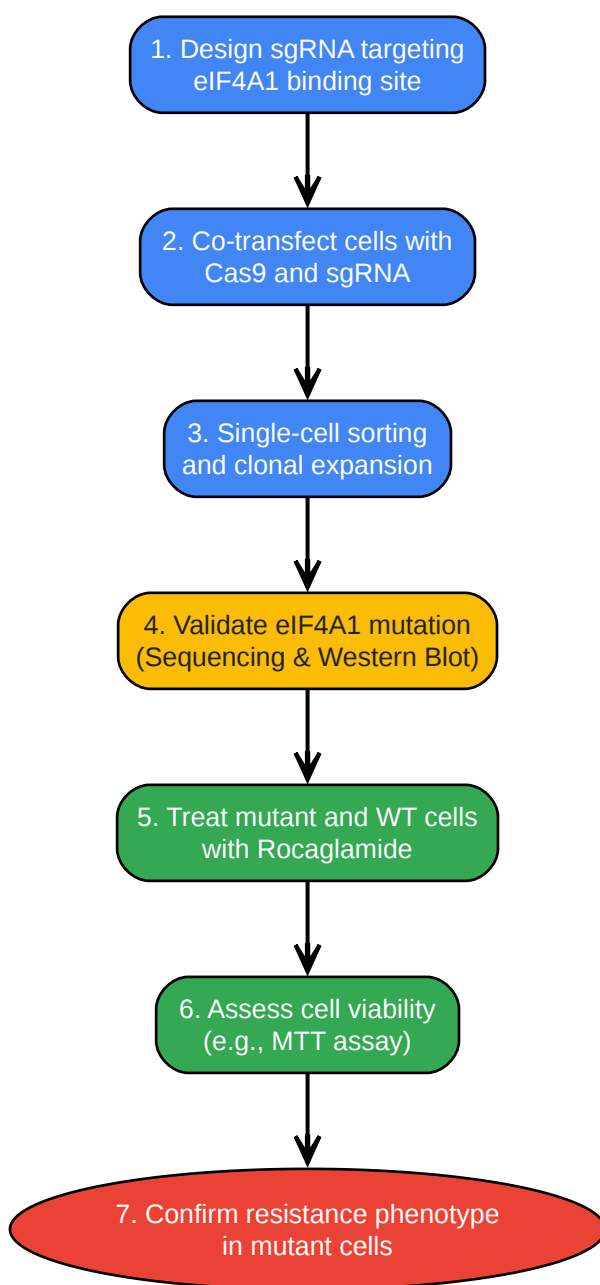 1. Design sgRNA targeting
eIF4A1 binding site
2. Co-transfect cells with
Cas9 and sgRNA
3. Single-cell sorting
and clonal expansion
4. Validate eIF4A1 mutation
(Sequencing & Western Blot)
5. Treat mutant and WT cells
with Rocaglamide
6. Assess cell viability
(e.g., MTT assay)
7. Confirm resistance phenotype
in mutant cells